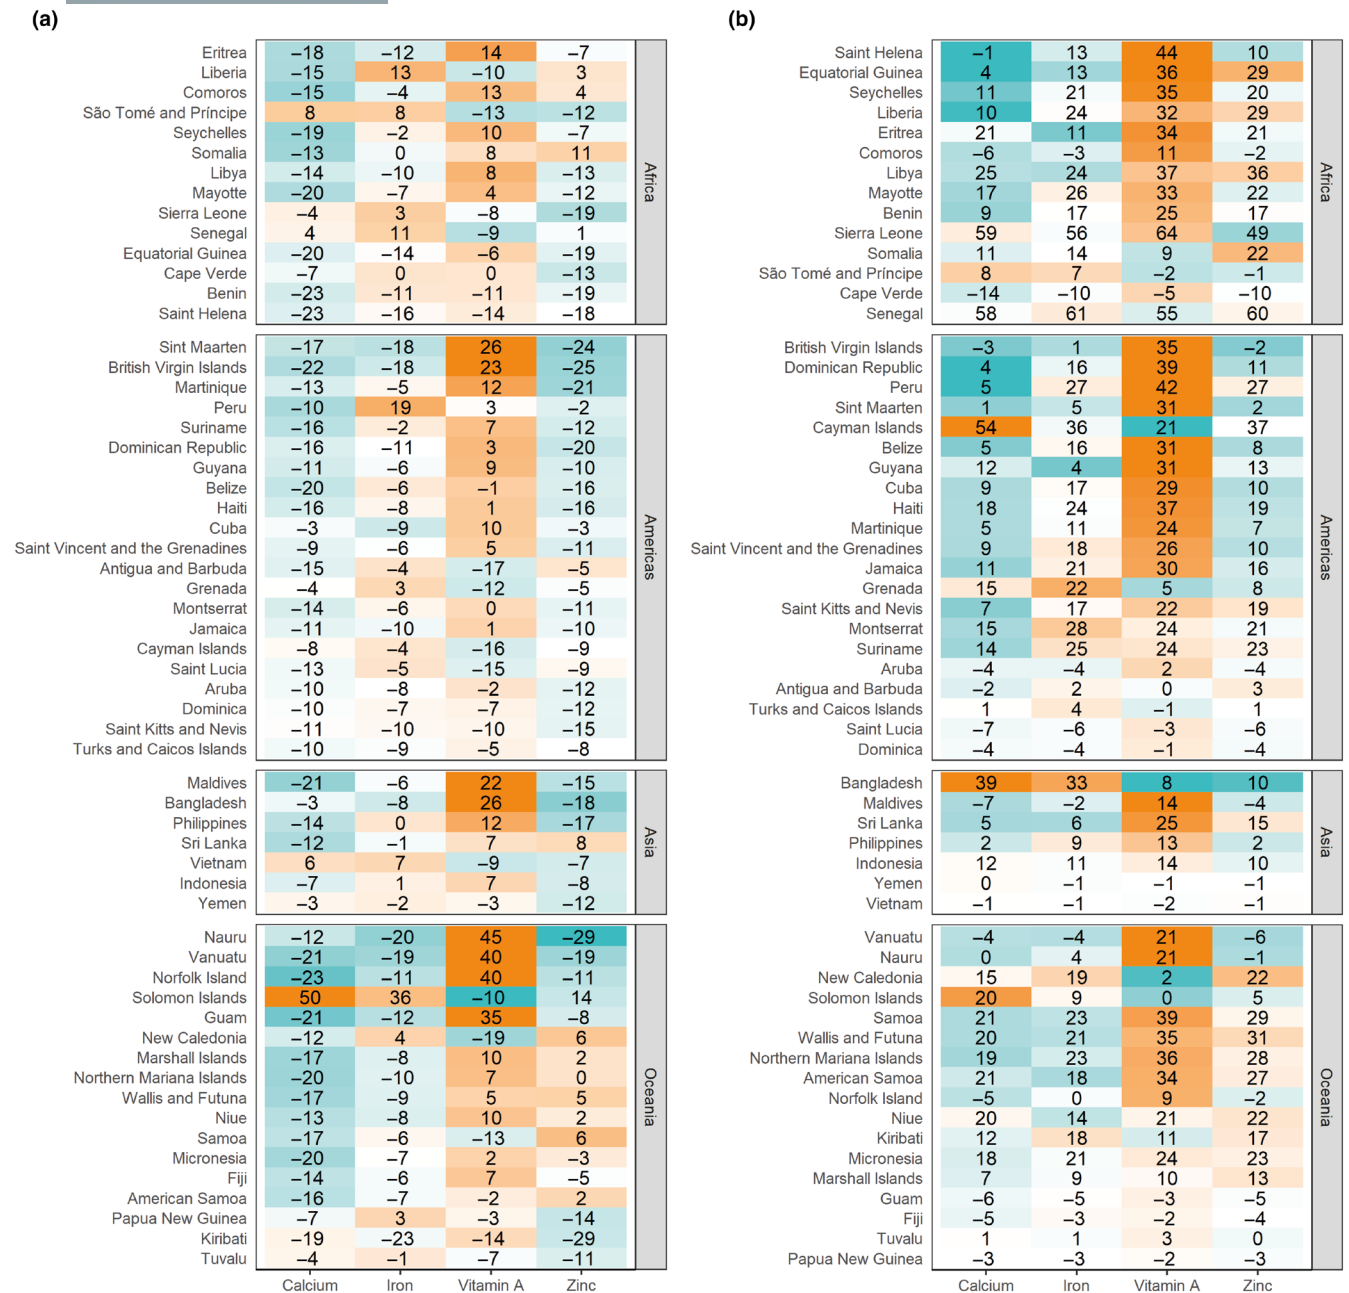 (a)
Eritrea –18 –12 14 –7
Liberia –15 13 –10 3
Comoros –15 –4 13 4
São Tomé and Príncipe 8 8 –13 –12
Seychelles –19 –2 10 –7
Somalia –13 0 8 11
Libya –14 –10 8 –13
Mayotte –20 –7 4 –12
Sierra Leone –4 3 –8 –19
Senegal 4 11 –9 1
Equatorial Guinea –20 –14 –6 –19
Cape Verde –7 0 0 –13
Benin –23 –11 –11 –19
Saint Helena –23 –16 –14 –18
Africa
Sint Maarten –17 –18 26 –24
British Virgin Islands –22 –18 23 –25
Martinique –13 –5 12 –21
Peru –10 19 3 –2
Suriname –16 –2 7 –12
Dominican Republic –16 –11 3 –20
Guyana –11 –6 9 –10
Belize –20 –6 –1 –16
Haiti –16 –8 1 –16
Cuba –3 –9 10 –3
Saint Vincent and the Grenadines –9 –6 5 –11
Antigua and Barbuda –15 –4 –17 –5
Grenada –4 3 –12 –5
Montserrat –14 –6 0 –11
Jamaica –11 –10 1 –10
Cayman Islands –8 –4 –16 –9
Saint Lucia –13 –5 –15 –9
Aruba –10 –8 –2 –12
Dominica –10 –7 –7 –12
Saint Kitts and Nevis –11 –10 –10 –15
Turks and Caicos Islands –10 –9 –5 –8
Americas
Maldives –21 –6 22 –15
Bangladesh –3 –8 26 –18
Philippines –14 0 12 –17
Sri Lanka –12 –1 7 8
Vietnam 6 7 –9 –7
Indonesia –7 1 7 –8
Yemen –3 –2 –3 –12
Asia
Nauru –12 –20 45 –29
Vanuatu –21 –19 40 –19
Norfolk Island –23 –11 40 –11
Solomon Islands 50 36 –10 14
Guam –21 –12 35 –8
New Caledonia –12 4 –19 6
Marshall Islands –17 –8 10 2
Northern Mariana Islands –20 –10 7 0
Wallis and Futuna –17 –9 5 5
Niue –13 –8 10 2
Samoa –17 –6 –13 6
Micronesia –20 –7 2 –3
Fiji –14 –6 7 –5
American Samoa –16 –7 –2 2
Papua New Guinea –7 3 –3 –14
Kiribati –19 –23 –14 –29
Tuvalu –4 –1 –7 –11
Oceania
Calcium Iron Vitamin A Zinc
(b)
Saint Helena –1 13 44 10
Equatorial Guinea 4 13 36 29
Seychelles 11 21 35 20
Liberia 10 24 32 29
Eritrea 21 11 34 21
Comoros –6 –3 11 –2
Libya 25 24 37 36
Mayotte 17 26 33 22
Benin 9 17 25 17
Sierra Leone 59 56 64 49
Somalia 11 14 9 22
São Tomé and Príncipe 8 7 –2 –1
Cape Verde –14 –10 –5 –10
Senegal 58 61 55 60
Africa
British Virgin Islands –3 1 35 –2
Dominican Republic 4 16 39 11
Peru 5 27 42 27
Sint Maarten 1 5 31 2
Cayman Islands 54 36 21 37
Belize 5 16 31 8
Guyana 12 4 31 13
Cuba 9 17 29 10
Haiti 18 24 37 19
Martinique 5 11 24 7
Saint Vincent and the Grenadines 9 18 26 10
Jamaica 11 21 30 16
Grenada 15 22 5 8
Saint Kitts and Nevis 7 17 22 19
Montserrat 15 28 24 21
Suriname 14 25 24 23
Aruba –4 –4 2 –4
Antigua and Barbuda –2 2 0 3
Turks and Caicos Islands 1 4 –1 1
Saint Lucia –7 –6 –3 –6
Dominica –4 –4 –1 –4
Americas
Bangladesh 39 33 8 10
Maldives –7 –2 14 –4
Sri Lanka 5 6 25 15
Philippines 2 9 13 2
Indonesia 12 11 14 10
Yemen 0 –1 –1 –1
Vietnam –1 –1 –2 –1
Asia
Vanuatu –4 –4 21 –6
Nauru 0 4 21 –1
New Caledonia 15 19 2 22
Solomon Islands 20 9 0 5
Samoa 21 23 39 29
Wallis and Futuna 20 21 35 31
Northern Mariana Islands 19 23 36 28
American Samoa 21 18 34 27
Norfolk Island –5 0 9 –2
Niue 20 14 21 22
Kiribati 12 18 11 17
Micronesia 18 21 24 23
Marshall Islands 7 9 10 13
Guam –6 –5 –3 –5
Fiji –5 –3 –2 –4
Tuvalu 1 1 3 0
Papua New Guinea –3 –3 –2 –3
Oceania
Calcium Iron Vitamin A Zinc